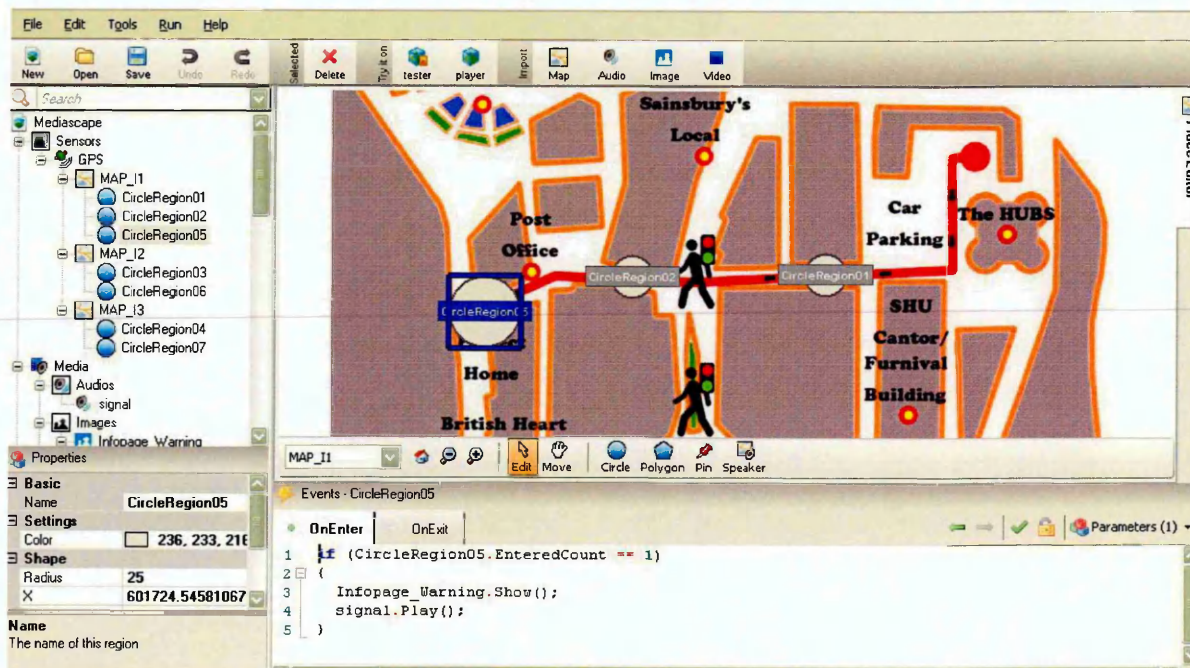 File Edit Tools Run Help
New Open Save Undo Redo
Selected
Delete
Try it on
tester player
Import
Map Audio Image Video
Search
Mediascape
Sensors
GPS
MAP_I1
CircleRegion01
CircleRegion02
CircleRegion05
MAP_I2
CircleRegion03
CircleRegion06
MAP_I3
CircleRegion04
CircleRegion07
Media
Audios
signal
Images
Infopage_Warning
Sainsbury's
Local
Post
Office
Car
Parking
The HUBS
CircleRegion02
CircleRegion01
SHU
Cantor/
Furnival
Building
Home
British Heart
MAP_I1
Edit Move Circle Polygon Pin Speaker
Properties
Basic
Name CircleRegion05
Settings
Color 236, 233, 216
Shape
Radius 25
X 601724.54581067
Name
The name of this region
Events - CircleRegion05
OnEnter OnExit
Parameters (1)
1 if (CircleRegion05.EnteredCount == 1)
2 {
3 Infopage_Warning.Show();
4 signal.Play();
5 }